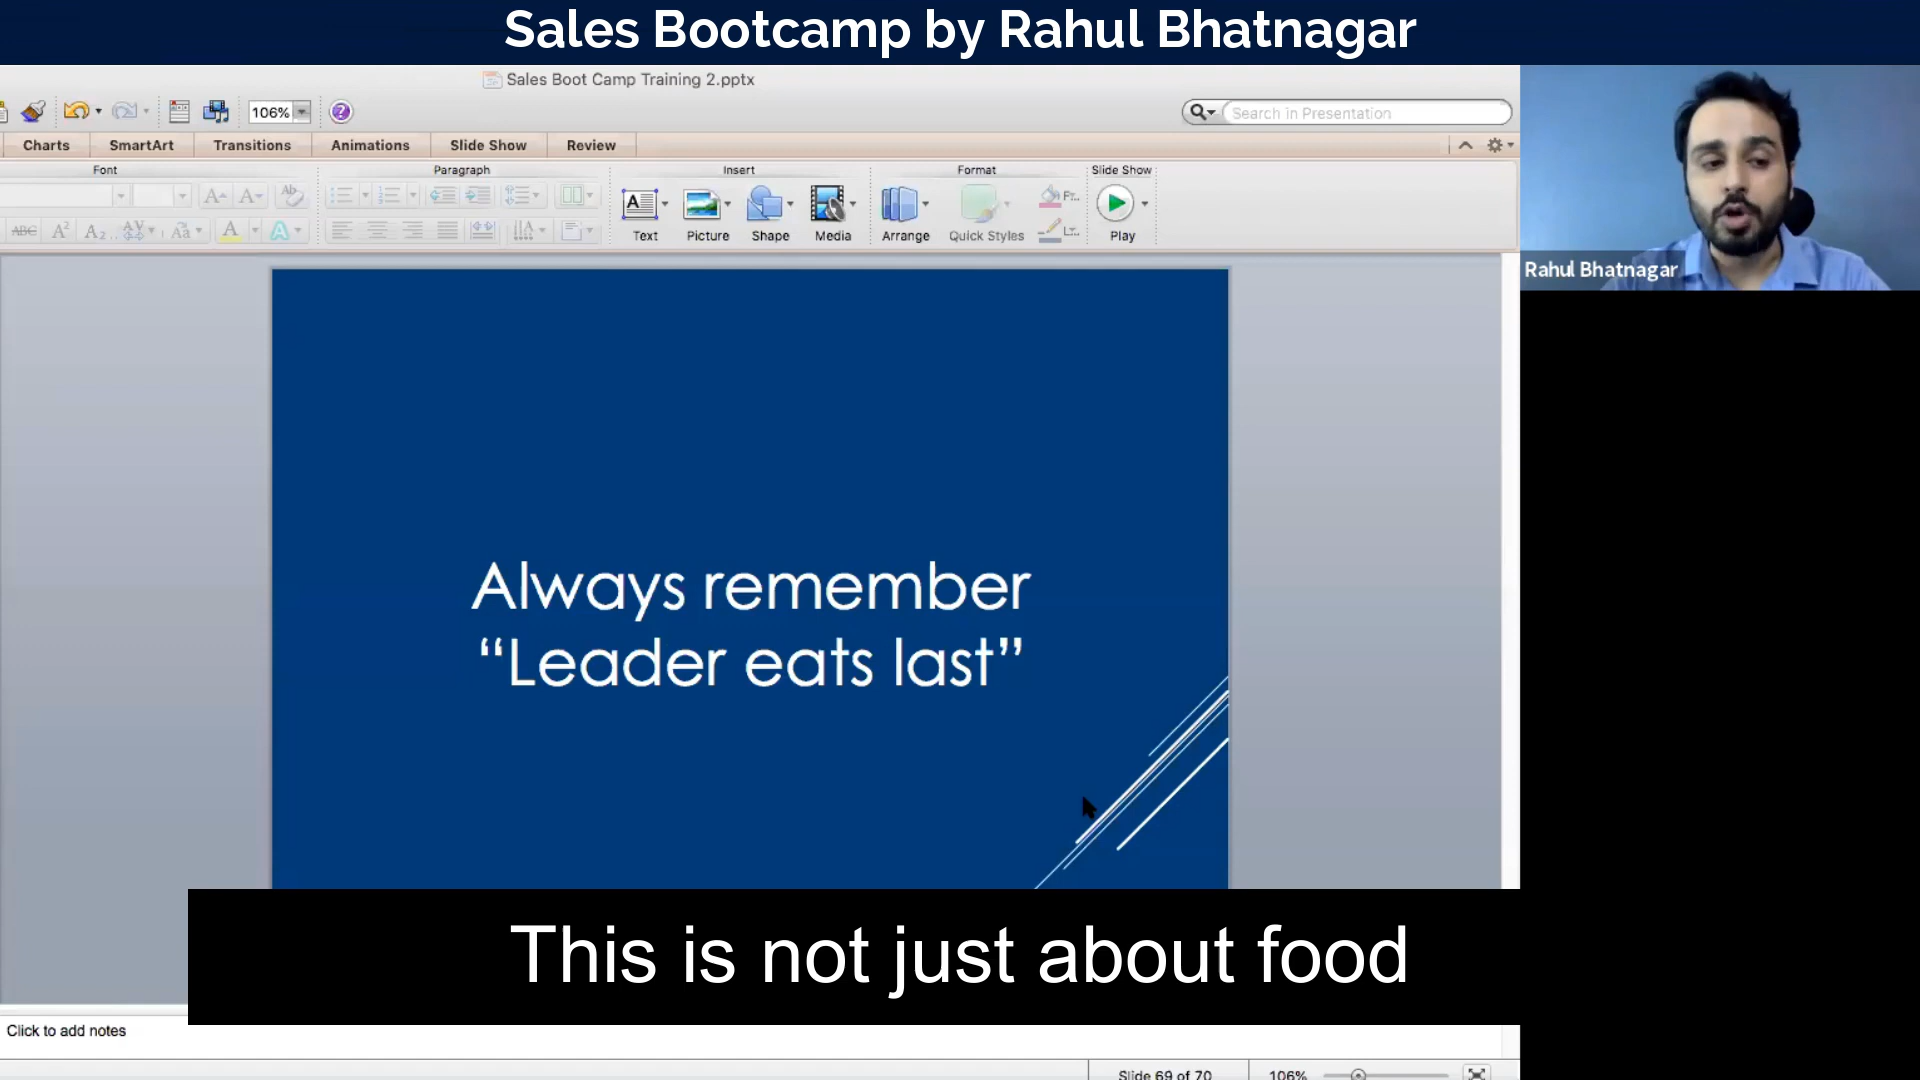 Sales Bootcamp by Rahul Bhatnagar
Sales Boot Camp Training 2.pptx
106%
Search in Presentation
Charts SmartArt Transitions Animations Slide Show Review
Font Paragraph Insert Format Slide Show
Text Picture Shape Media Arrange Quick Styles Play
Rahul Bhatnagar
Always remember
“Leader eats last”
This is not just about food
Click to add notes
Slide 69 of 70 106%